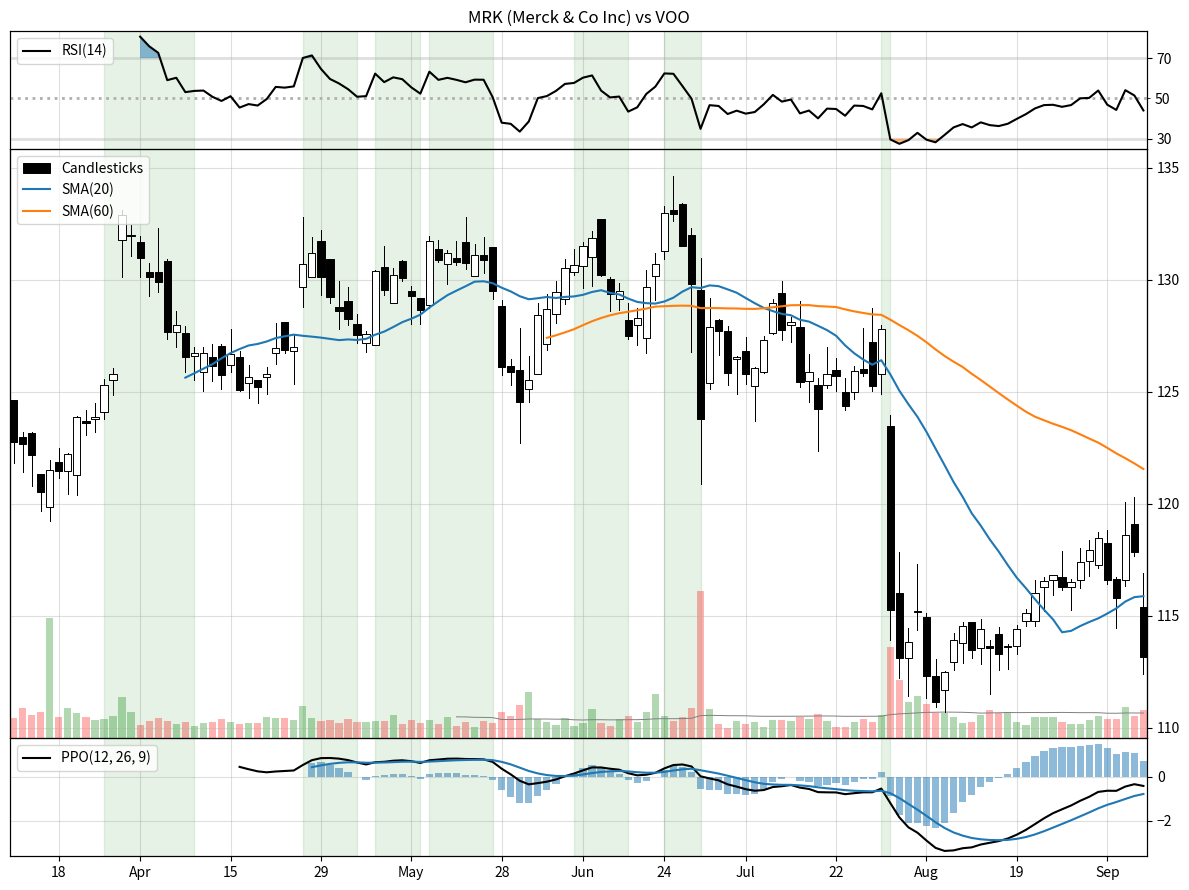 MRK (Merck & Co Inc) vs VOO
RSI(14)
70
50
30
Candlesticks
SMA(20)
SMA(60)
135
130
125
120
115
110
PPO(12, 26, 9)
0
−2
18 Apr 15 29 May 28 Jun 24 Jul 22 Aug 19 Sep